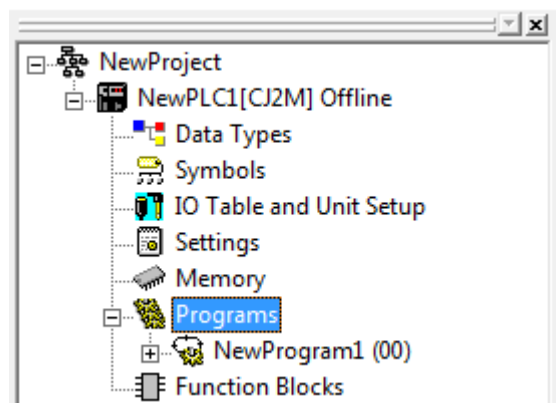 NewProject
NewPLC1[CJ2M] Offline
Data Types
Symbols
IO Table and Unit Setup
Settings
Memory
Programs
NewProgram1 (00)
Function Blocks